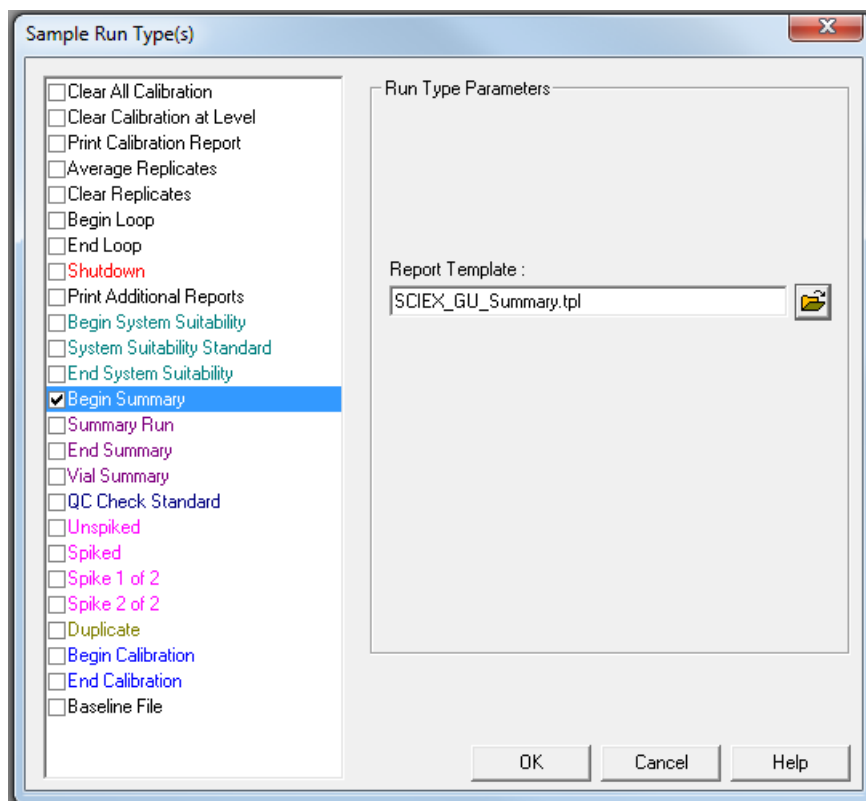 Sample Run Type(s)
Clear All Calibration
Clear Calibration at Level
Print Calibration Report
Average Replicates
Clear Replicates
Begin Loop
End Loop
Shutdown
Print Additional Reports
Begin System Suitability
System Suitability Standard
End System Suitability
Begin Summary
Summary Run
End Summary
Vial Summary
QC Check Standard
Unspiked
Spiked
Spike 1 of 2
Spike 2 of 2
Duplicate
Begin Calibration
End Calibration
Baseline File
Run Type Parameters
Report Template :
SCIEX_GU_Summary.tpl
OK Cancel Help